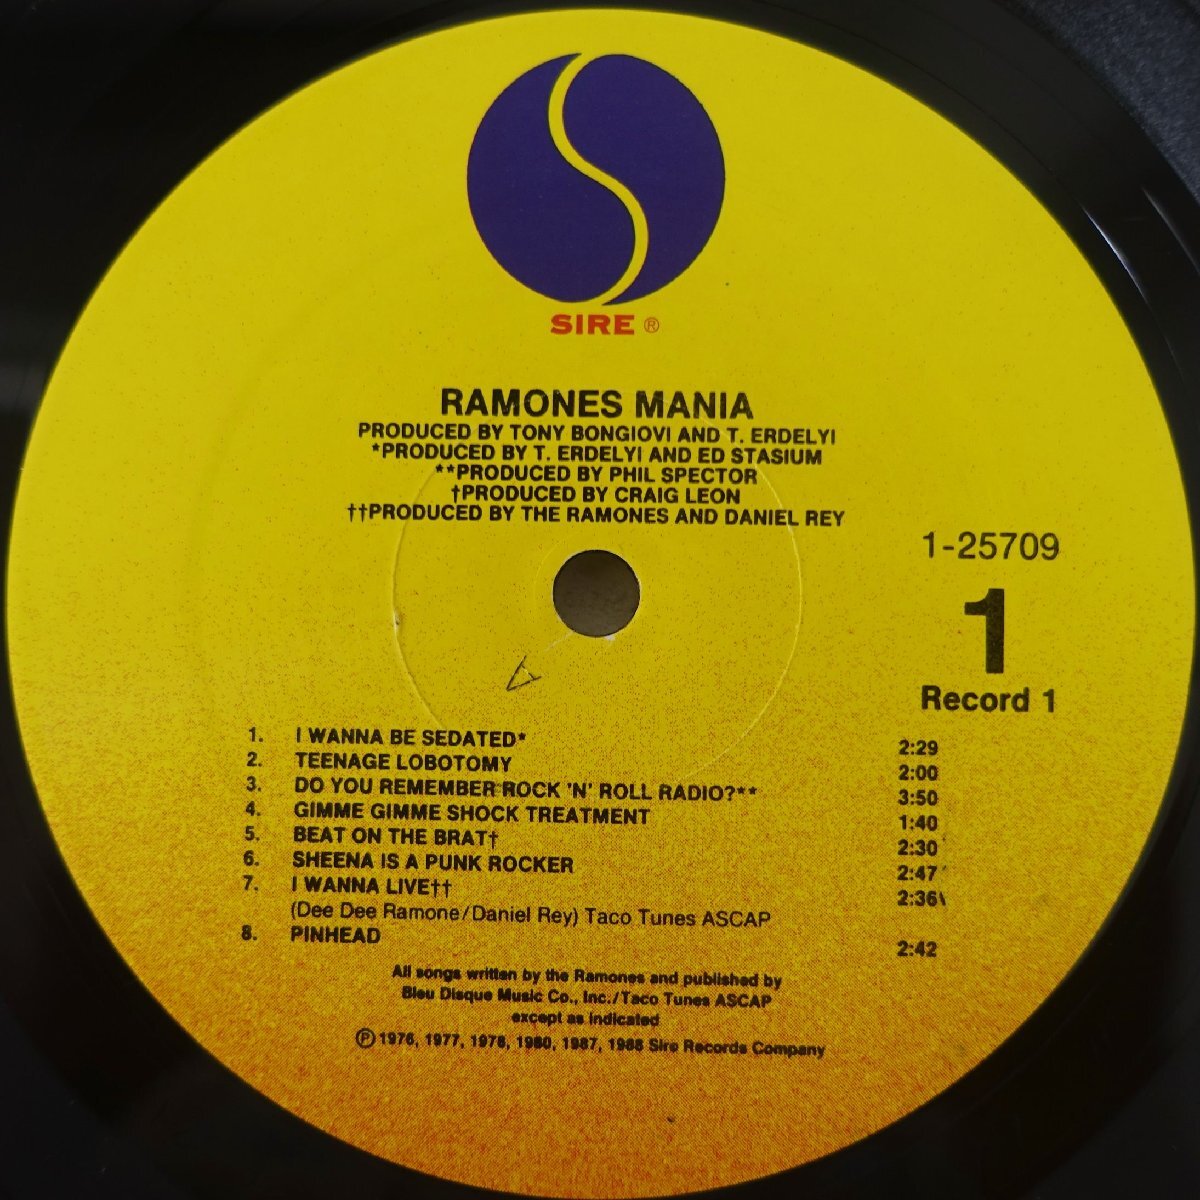 SIRE ®
RAMONES MANIA
PRODUCED BY TONY BONGIOVI AND T. ERDELYI
*PRODUCED BY T. ERDELYI AND ED STASIUM
**PRODUCED BY PHIL SPECTOR
†PRODUCED BY CRAIG LEON
††PRODUCED BY THE RAMONES AND DANIEL REY
1-25709
1
Record 1
1. I WANNA BE SEDATED* 2:29
2. TEENAGE LOBOTOMY 2:00
3. DO YOU REMEMBER ROCK 'N' ROLL RADIO?** 3:50
4. GIMME GIMME SHOCK TREATMENT 1:40
5. BEAT ON THE BRAT† 2:30
6. SHEENA IS A PUNK ROCKER 2:47
7. I WANNA LIVE†† 2:36
(Dee Dee Ramone/Daniel Rey) Taco Tunes ASCAP
8. PINHEAD 2:42
All songs written by the Ramones and published by
Bleu Disque Music Co., Inc./Taco Tunes ASCAP
except as indicated
℗ 1976, 1977, 1978, 1980, 1987, 1988 Sire Records Company